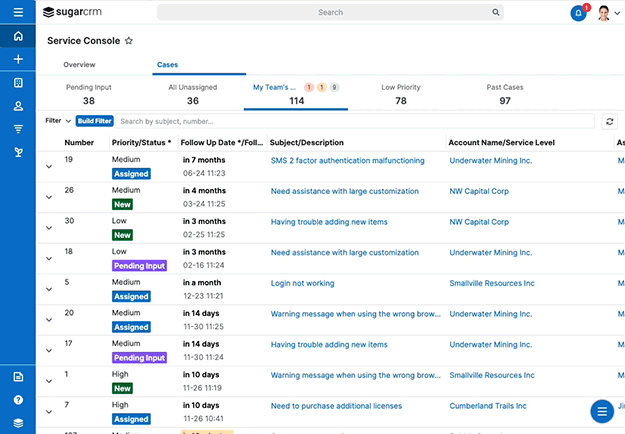 sugarcrm
Search
1
Service Console
Overview Cases
Pending Input All Unassigned My Team's ... 1 1 9 Low Priority Past Cases
38 36 114 78 97
Filter Build Filter Search by subject, number...
Number Priority/Status * Follow Up Date */Foll... Subject/Description Account Name/Service Level As
19 Medium in 7 months SMS 2 factor authentication malfunctioning Underwater Mining Inc.
Assigned 06-24 11:23
26 Medium in 4 months Need assistance with large customization NW Capital Corp
New 03-24 11:25
30 Low in 3 months Having trouble adding new items NW Capital Corp
New 02-25 11:25
18 Low in 3 months Need assistance with large customization Underwater Mining Inc.
Pending Input 02-16 11:24
5 Medium in a month Login not working Smallville Resources Inc
Assigned 12-23 11:21
20 Medium in 14 days Warning message when using the wrong brow... Underwater Mining Inc.
Assigned 11-30 11:25
17 Medium in 14 days Having trouble adding new items Underwater Mining Inc.
Pending Input 11-30 11:24
1 High in 10 days Warning message when using the wrong brow... Smallville Resources Inc
New 11-26 11:19
7 High in 10 days Need to purchase additional licenses Cumberland Trails Inc
Assigned 11-26 10:41